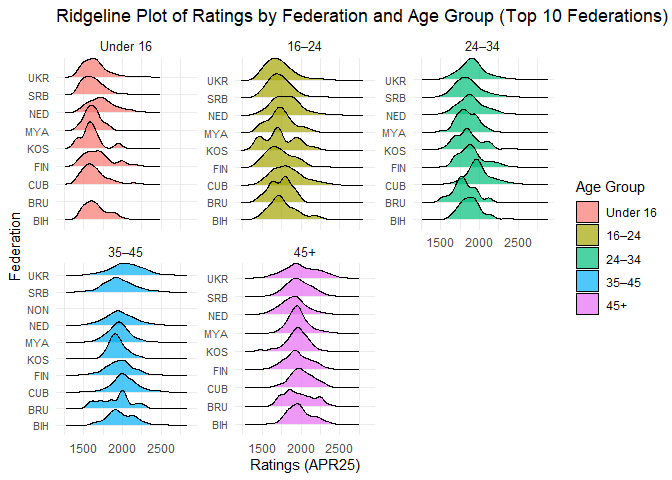 Ridgeline Plot of Ratings by Federation and Age Group (Top 10 Federations)
Under 16
16–24
24–34
UKR
SRB
NED
MYA
KOS
FIN
CUB
BRU
BIH
UKR
SRB
NED
MYA
KOS
FIN
CUB
BRU
BIH
UKR
SRB
NED
MYA
KOS
FIN
CUB
BRU
BIH
1500 2000 2500
35–45
45+
UKR
SRB
NON
NED
MYA
KOS
FIN
CUB
BRU
BIH
UKR
SRB
NED
MYA
KOS
FIN
CUB
BRU
BIH
1500 2000 2500
1500 2000 2500
Ratings (APR25)
Federation
Age Group
Under 16
16–24
24–34
35–45
45+